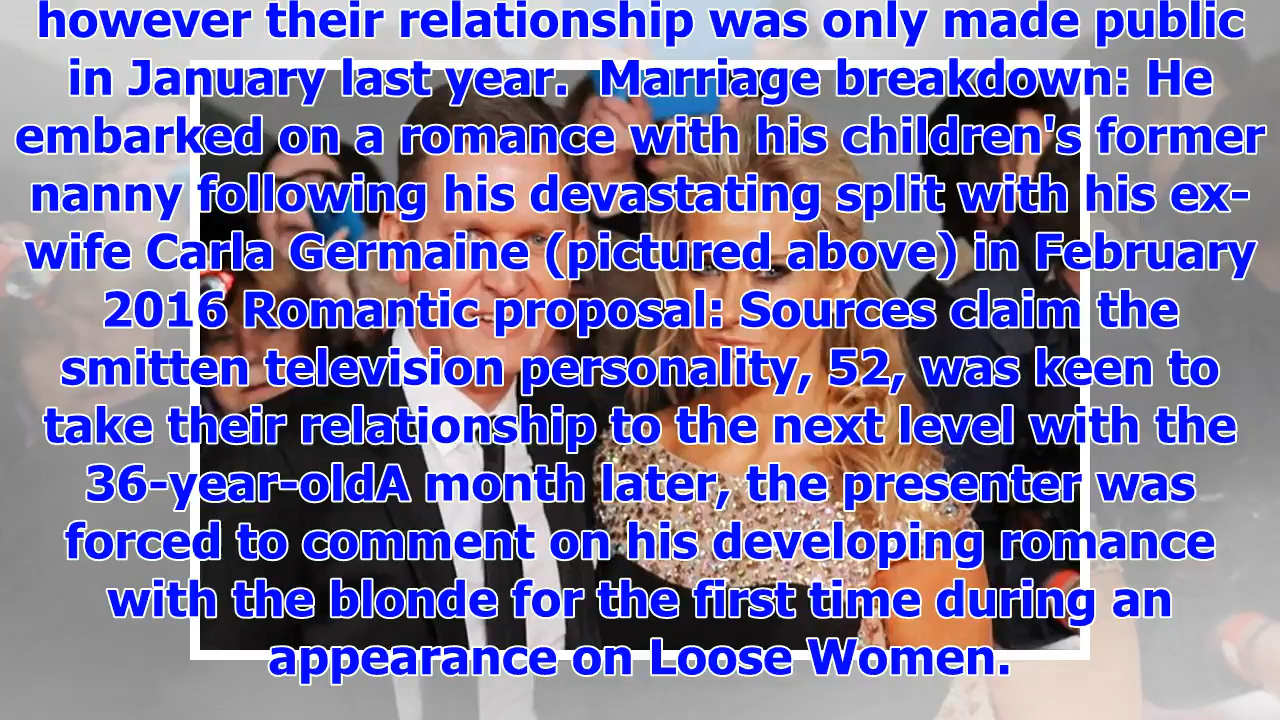 however their relationship was only made public
in January last year.  Marriage breakdown: He
embarked on a romance with his children's former
nanny following his devastating split with his ex-
wife Carla Germaine (pictured above) in February
2016 Romantic proposal: Sources claim the
smitten television personality, 52, was keen to
take their relationship to the next level with the
36-year-oldA month later, the presenter was
forced to comment on his developing romance
with the blonde for the first time during an
appearance on Loose Women.